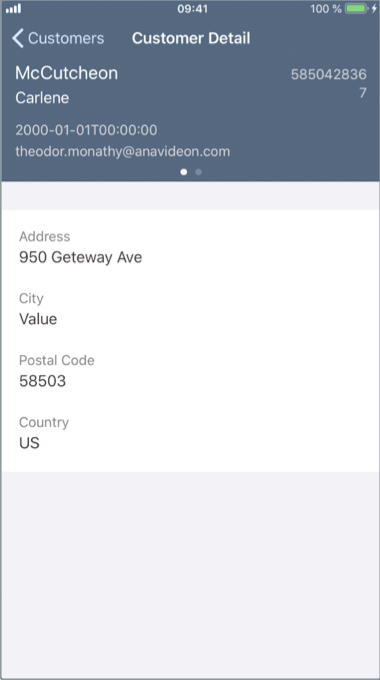 09:41
100 %
Customers
Customer Detail
McCutcheon
585042836
7
Carlene
2000-01-01T00:00:00
theodor.monathy@anavideon.com
Address
950 Geteway Ave
City
Value
Postal Code
58503
Country
US